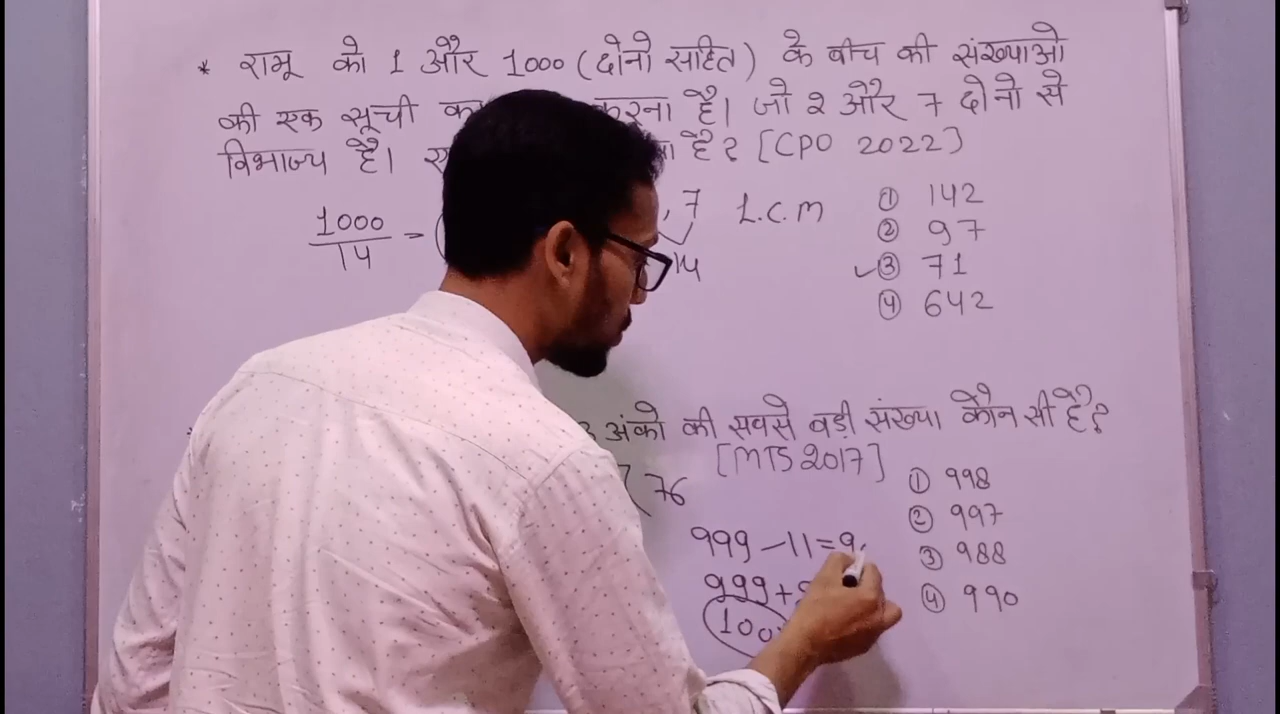 * रामू को 1 और 1000 (दोनो सहित) के बीच की संख्याओ
की एक सूची करना है। जो 2 और 7 दोनो से
विभाज्य है। है? [CPO 2022]
1000/14 =
, 7 L.C.M
14
① 142
② 97
✓③ 71
④ 642
अंको की सबसे बड़ी संख्या कौन सी है?
[MTS 2017]
76
999 – 11 = 9
999 +
100
① 998
② 997
③ 988
④ 990